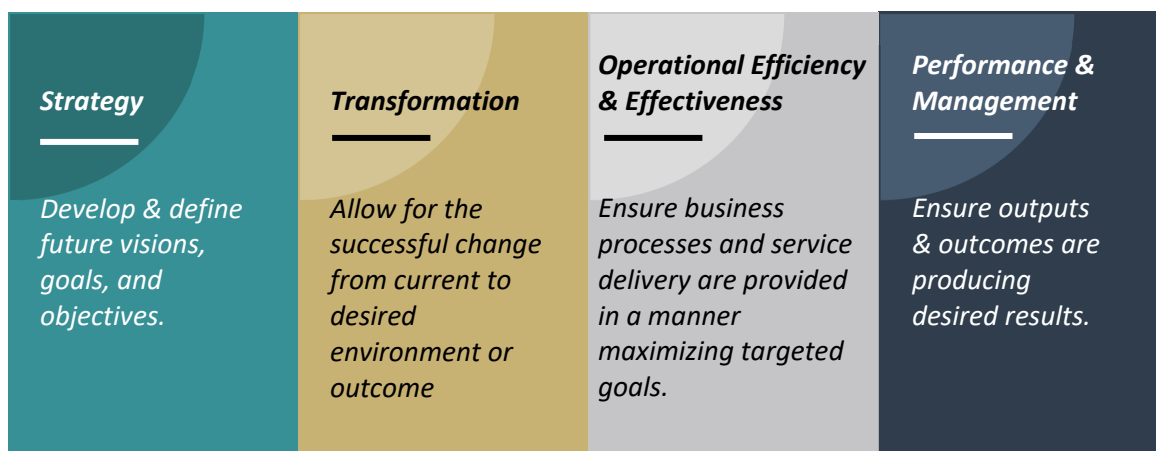 Strategy
Develop & define
future visions,
goals, and
objectives.
Transformation
Allow for the
successful change
from current to
desired
environment or
outcome
Operational Efficiency
& Effectiveness
Ensure business
processes and service
delivery are provided
in a manner
maximizing targeted
goals.
Performance &
Management
Ensure outputs
& outcomes are
producing
desired results.